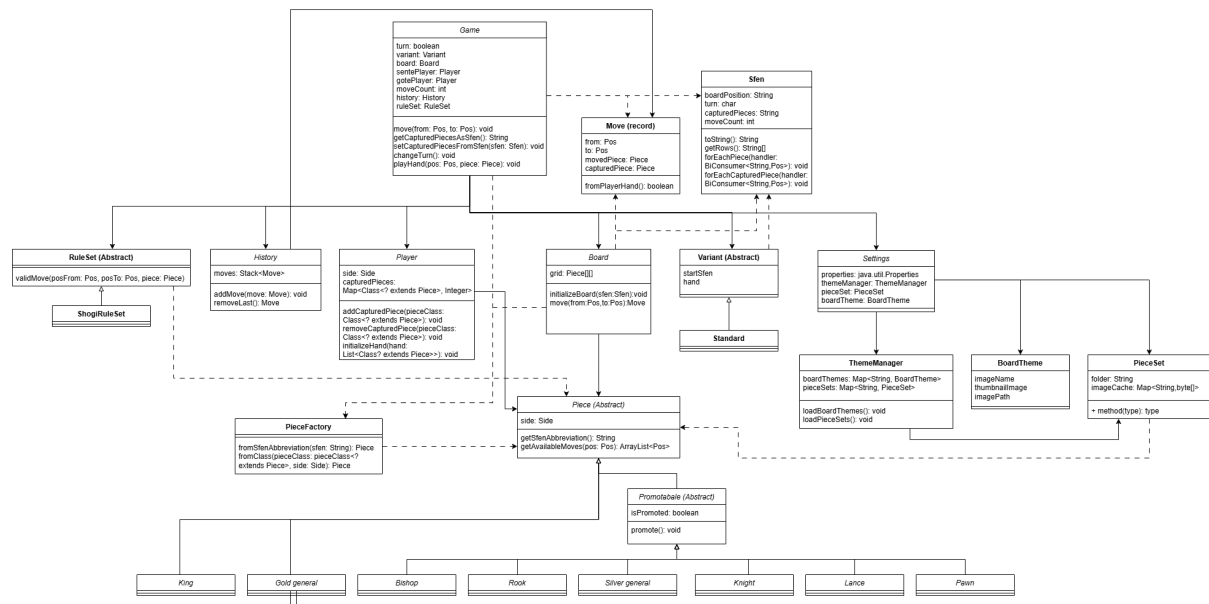 Game
turn: boolean
variant: Variant
board: Board
sentePlayer: Player
gotePlayer: Player
moveCount: int
history: History
ruleSet: RuleSet
move(from: Pos, to: Pos): void
getCapturedPiecesAsSfen(): String
setCapturedPiecesFromSfen(sfen: Sfen): void
changeTurn(): void
playHand(pos: Pos, piece: Piece): void
Move (record)
from: Pos
to: Pos
movedPiece: Piece
capturedPiece: Piece
fromPlayerHand(): boolean
Sfen
boardPosition: String
turn: char
capturedPieces: String
moveCount: int
toString(): String
getRows(): String[]
forEachPiece(handler:
BiConsumer<String,Pos>): void
forEachCapturedPiece(handler:
BiConsumer<String,Pos>): void
RuleSet (Abstract)
validMove(posFrom: Pos, posTo: Pos, piece: Piece)
ShogiRuleSet
History
moves: Stack<Move>
addMove(move: Move): void
removeLast(): Move
Player
side: Side
capturedPieces:
Map<Class<? extends Piece>, Integer>
addCapturedPiece(pieceClass:
Class<? extends Piece>): void
removeCapturedPiece(pieceClass:
Class<? extends Piece>): void
initializeHand(hand:
List<Class? extends Piece>>): void
Board
grid: Piece[][]
initializeBoard(sfen:Sfen):void
move(from:Pos,to:Pos):Move
Variant (Abstract)
startSfen
hand
Standard
Settings
properties: java.util.Properties
themeManager: ThemeManager
pieceSet: PieceSet
boardTheme: BoardTheme
ThemeManager
boardThemes: Map<String, BoardTheme>
pieceSets: Map<String, PieceSet>
loadBoardThemes(): void
loadPieceSets(): void
BoardTheme
imageName
thumbnailImage
imagePath
PieceSet
folder: String
imageCache: Map<String,byte[]>
+ method(type): type
PieceFactory
fromSfenAbbreviation(sfen: String): Piece
fromClass(pieceClass: pieceClass<?
extends Piece>, side: Side): Piece
Piece (Abstract)
side: Side
getSfenAbbreviation(): String
getAvailableMoves(pos: Pos): ArrayList<Pos>
Promotabale (Abstract)
isPromoted: boolean
promote(): void
King
Gold general
Bishop
Rook
Silver general
Knight
Lance
Pawn